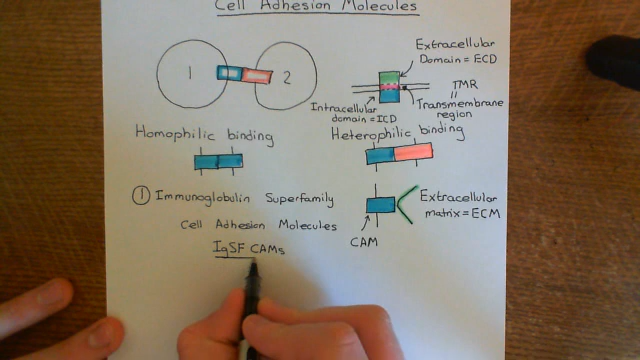 Cell Adhesion Molecules
1
2
Extracellular
Domain = ECD
TMR
=
Transmembrane
region
Intracellular
domain = ICD
Homophilic binding
Heterophilic binding
1 Immunoglobulin Superfamily
Cell Adhesion Molecules
IgSF CAMs
Extracellular
matrix = ECM
CAM